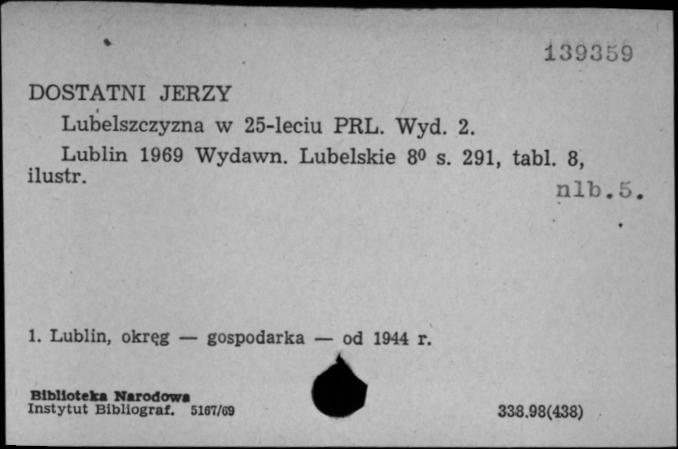 139359
DOSTATNI JERZY
Lubelszczyzna w 25-leciu PRL. Wyd. 2.
Lublin 1969 Wydawn. Lubelskie 8⁰ s. 291, tabl. 8,
ilustr.
nlb.5.
1. Lublin, okręg — gospodarka — od 1944 r.
Biblioteka Narodowa
Instytut Bibliograf. 5167/69
338.98(438)